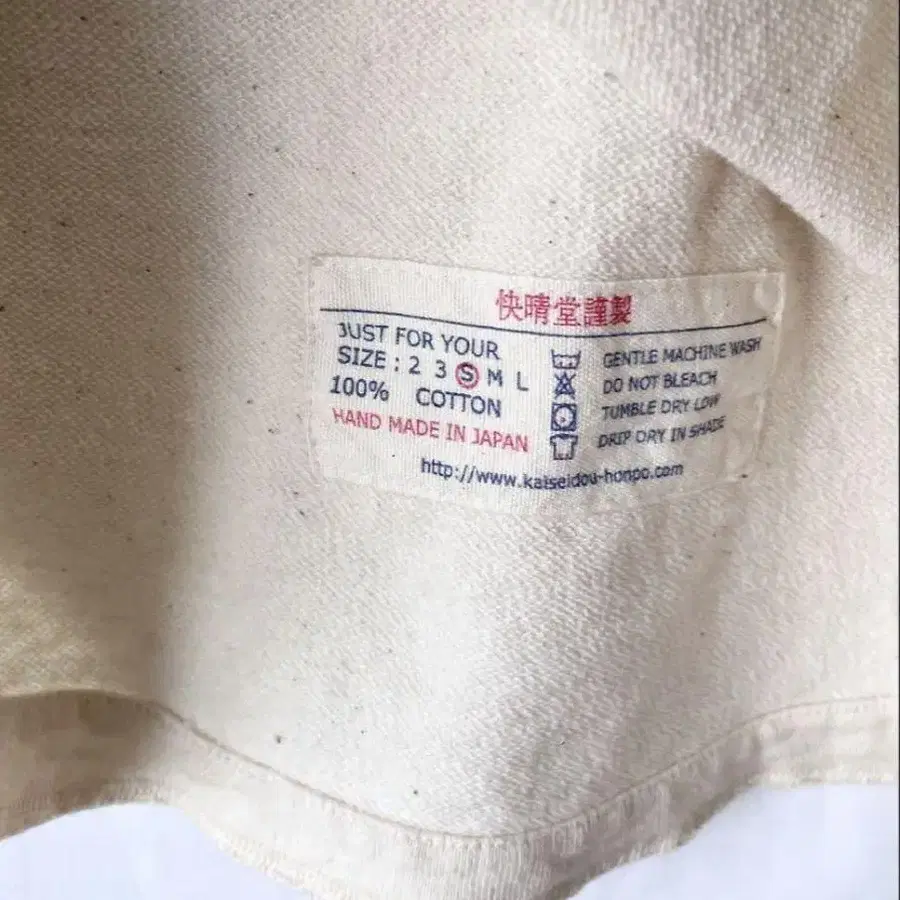 快晴堂謹製
JUST FOR YOUR
SIZE : 2 3 S M L
100% COTTON
HAND MADE IN JAPAN
GENTLE MACHINE WASH
DO NOT BLEACH
TUMBLE DRY LOW
DRIP DRY IN SHADE
http://www.kaiseidou-honpo.com